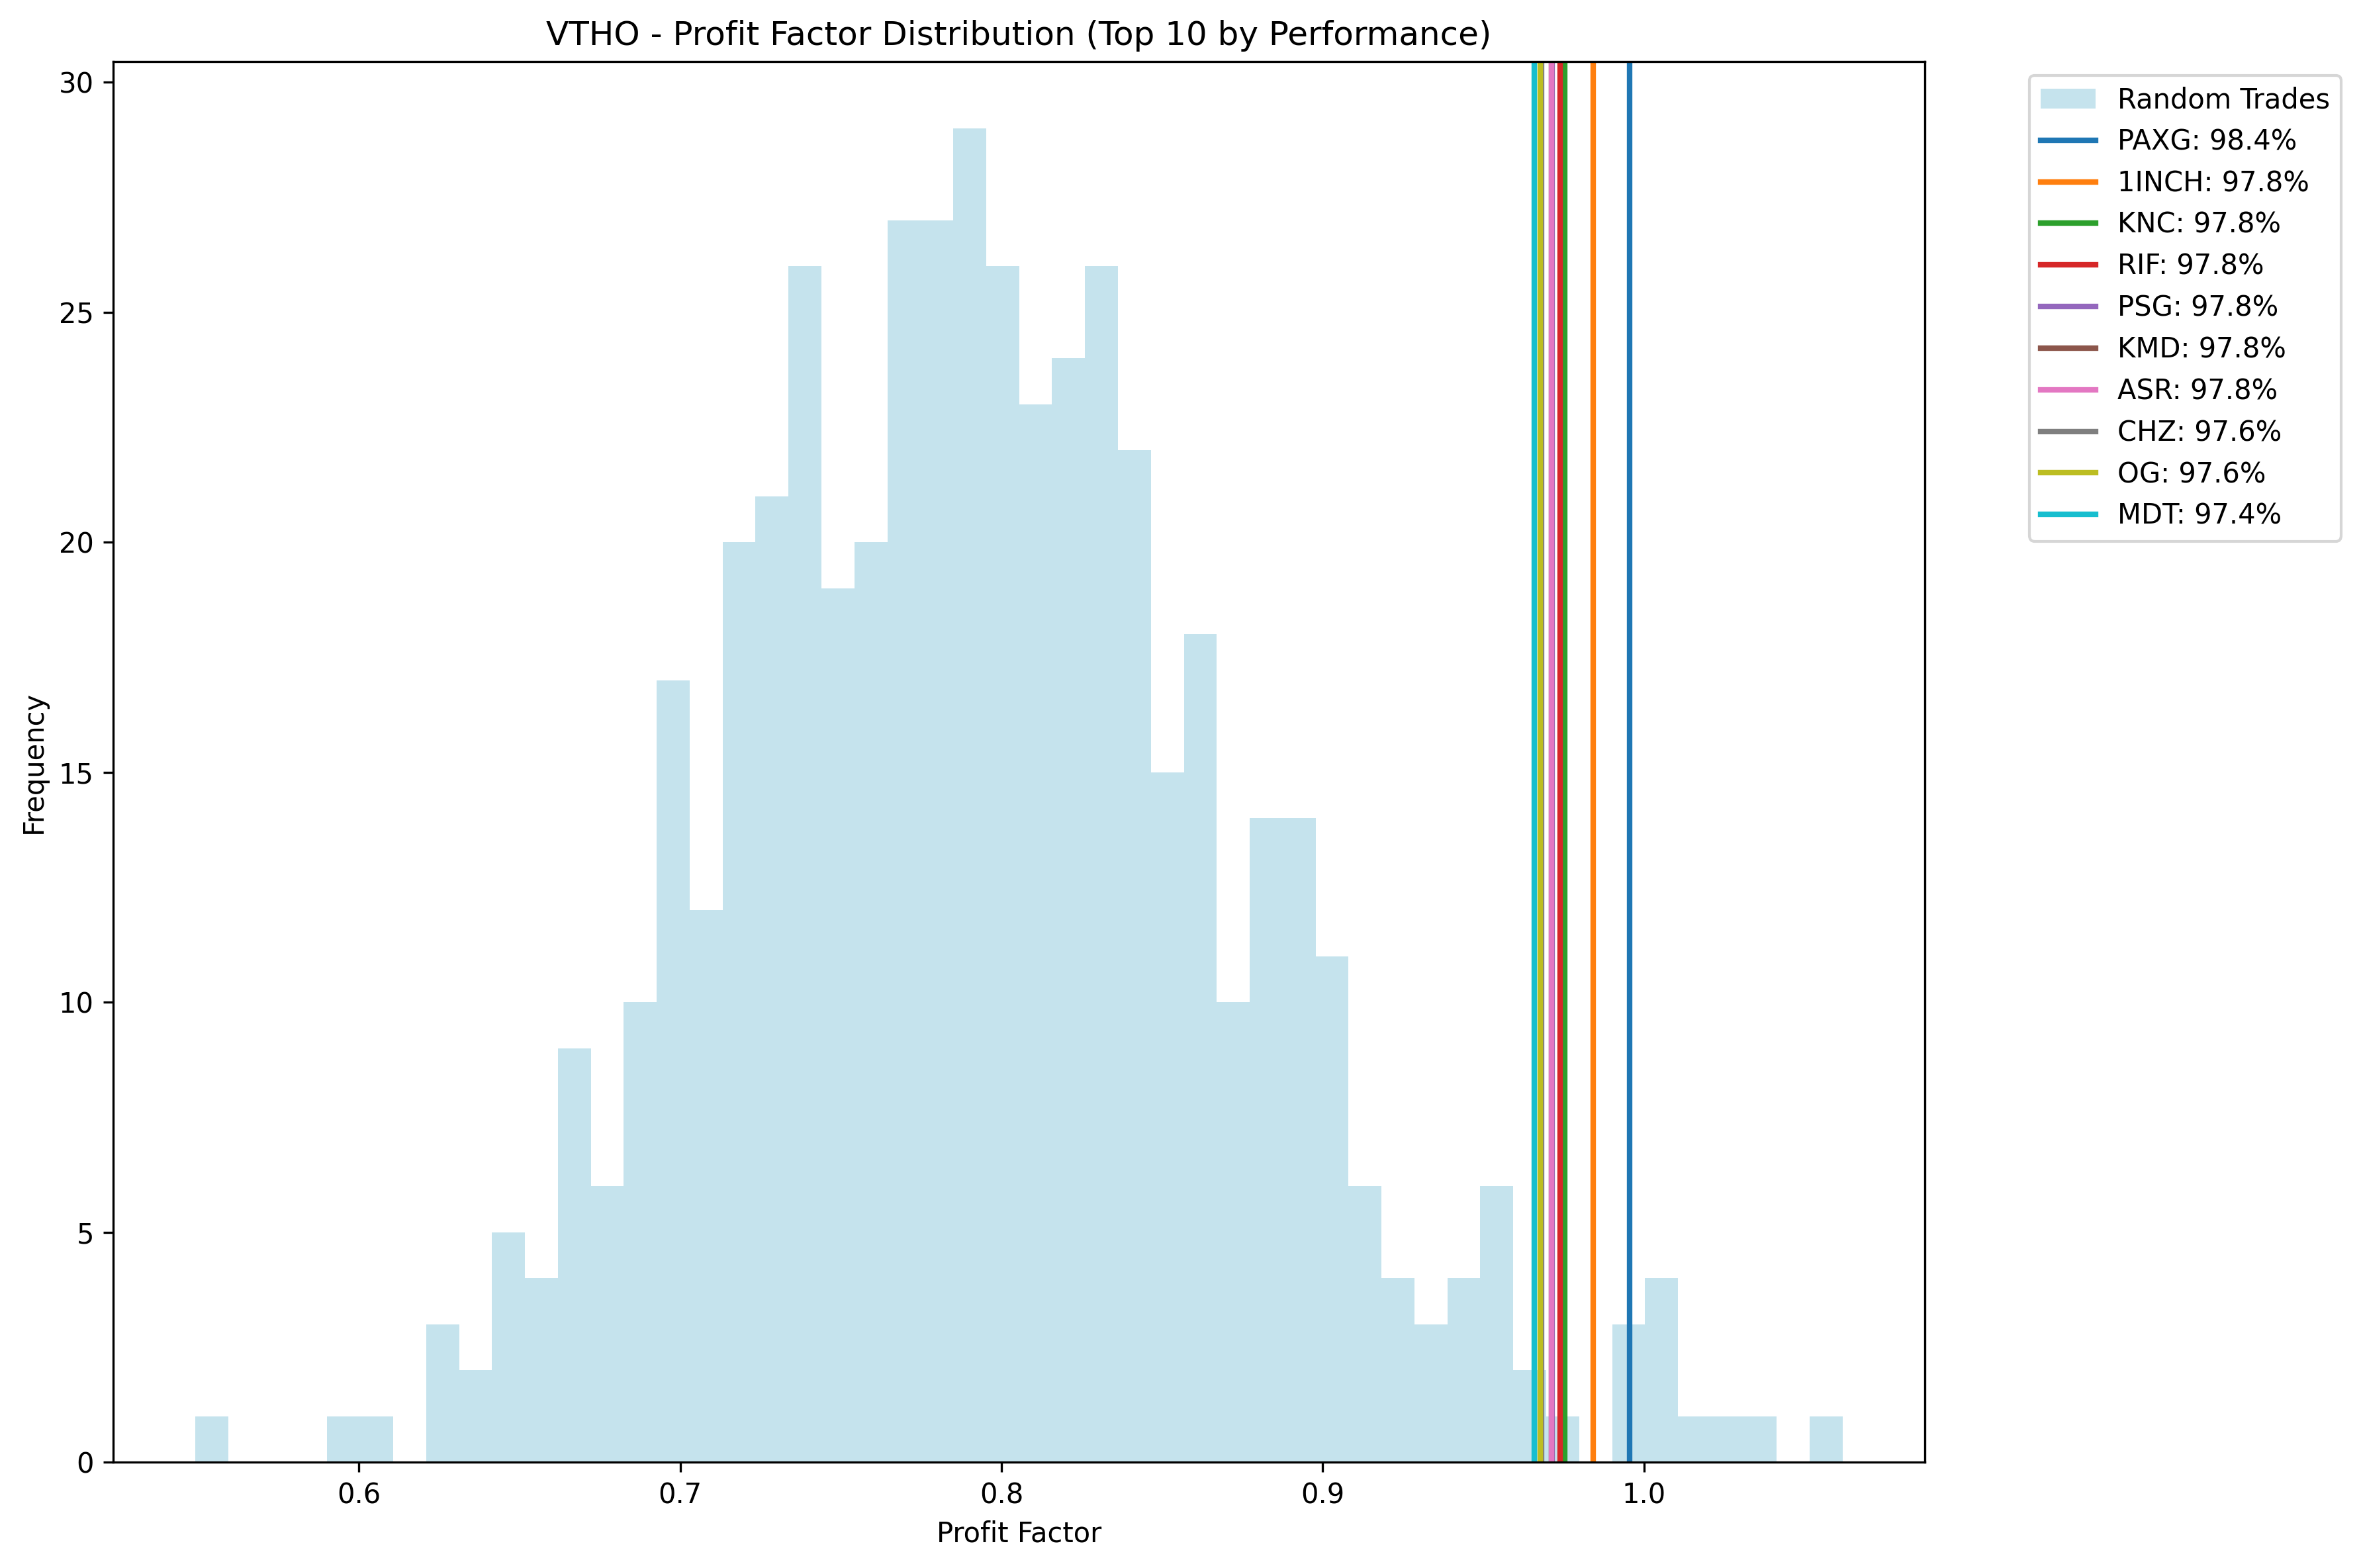 VTHO - Profit Factor Distribution (Top 10 by Performance)
30
25
20
15
10
5
0
Frequency
0.6
0.7
0.8
0.9
1.0
Profit Factor
Random Trades
PAXG: 98.4%
1INCH: 97.8%
KNC: 97.8%
RIF: 97.8%
PSG: 97.8%
KMD: 97.8%
ASR: 97.8%
CHZ: 97.6%
OG: 97.6%
MDT: 97.4%